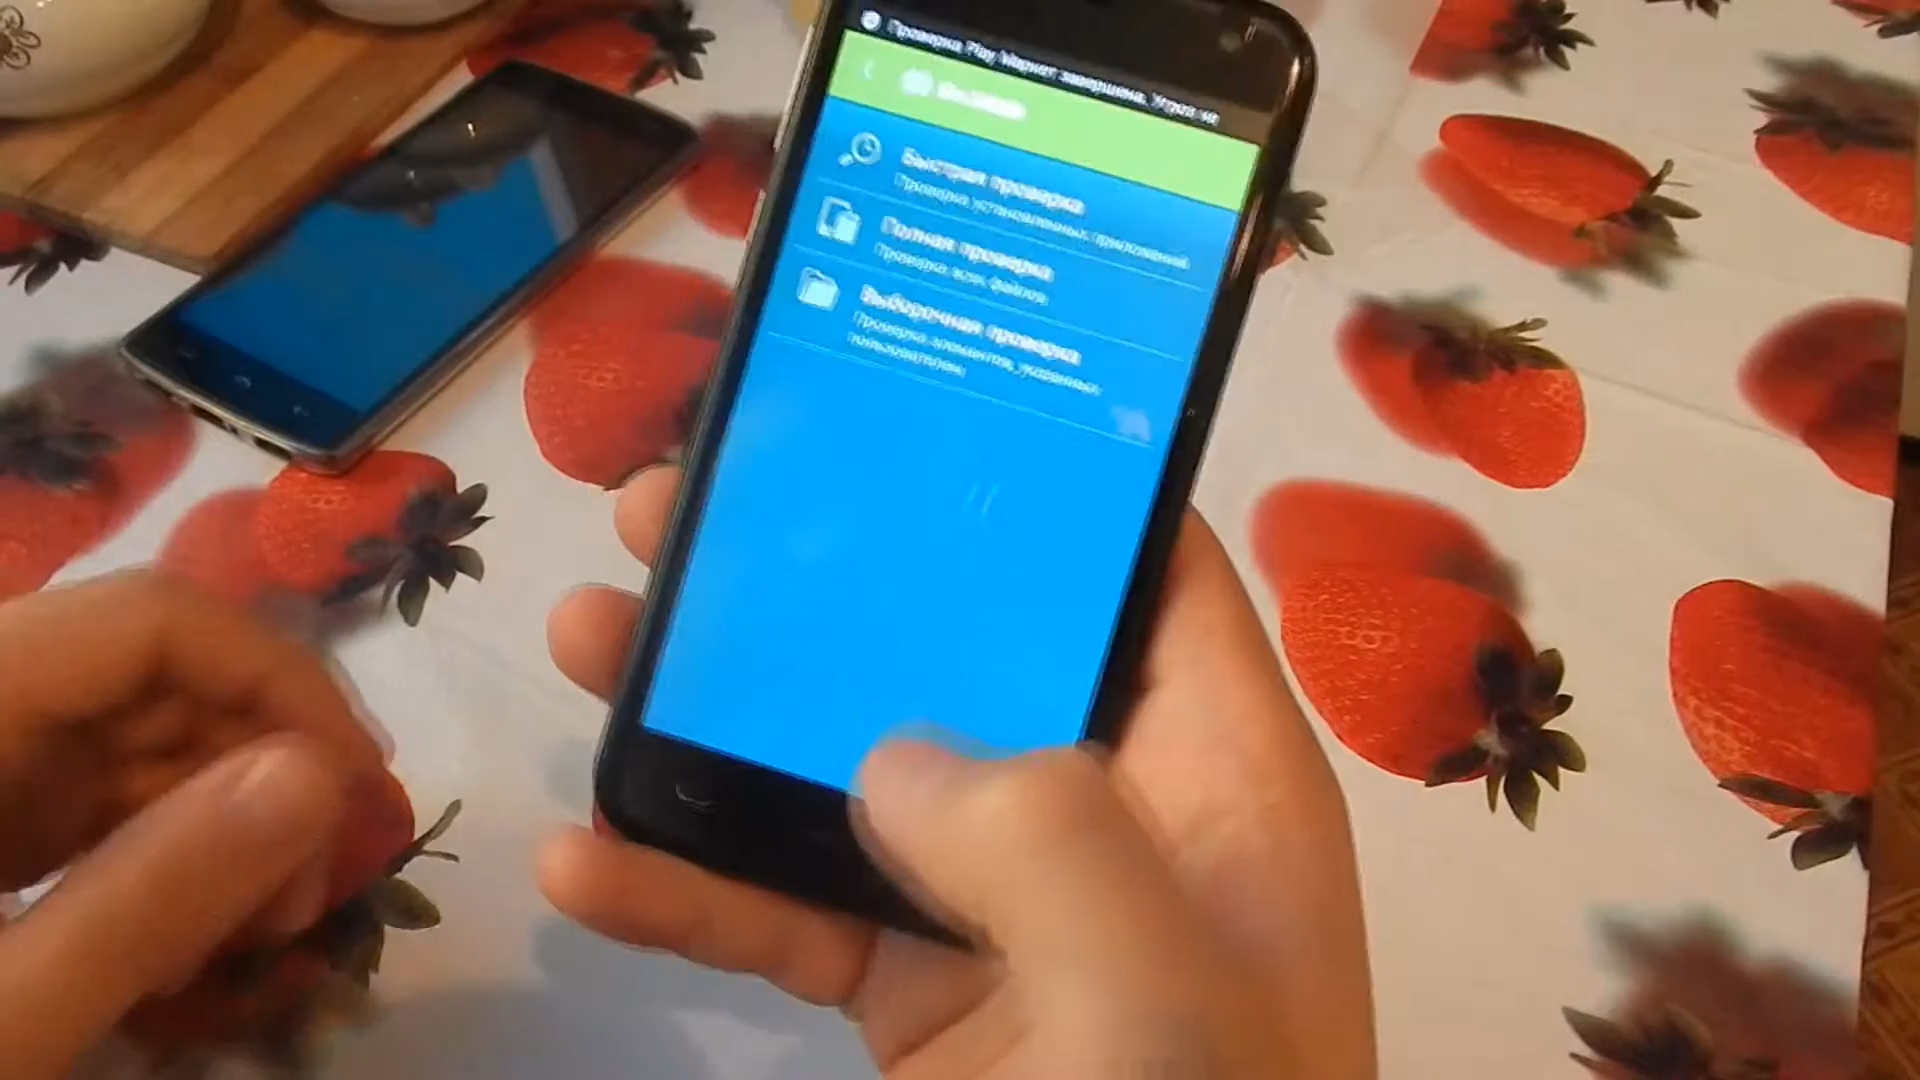 Проверка Play Маркет завершена. Угроз не
Быстрая проверка
Проверка установленных приложений
Полная проверка
Проверка всех файлов
Выборочная проверка
Проверка элементов, указанных
пользователем